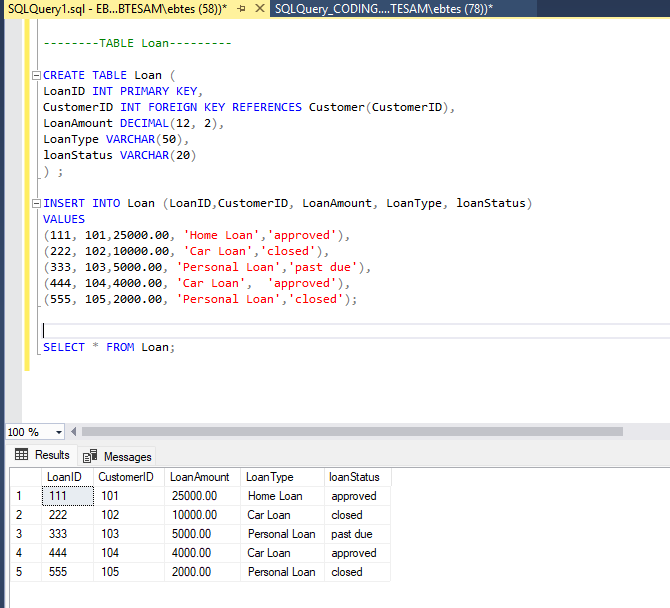 SQLQuery1.sql - EB...BTESAM\ebtes (58))* SQLQuery_CODING....TESAM\ebtes (78))*
--------TABLE Loan---------
CREATE TABLE Loan (
LoanID INT PRIMARY KEY,
CustomerID INT FOREIGN KEY REFERENCES Customer(CustomerID),
LoanAmount DECIMAL(12, 2),
LoanType VARCHAR(50),
loanStatus VARCHAR(20)
) ;
INSERT INTO Loan (LoanID,CustomerID, LoanAmount, LoanType, loanStatus)
VALUES
(111, 101,25000.00, 'Home Loan','approved'),
(222, 102,10000.00, 'Car Loan','closed'),
(333, 103,5000.00, 'Personal Loan','past due'),
(444, 104,4000.00, 'Car Loan',  'approved'),
(555, 105,2000.00, 'Personal Loan','closed');
SELECT * FROM Loan;
100 %
Results Messages
LoanID CustomerID LoanAmount LoanType loanStatus
1 111 101 25000.00 Home Loan approved
2 222 102 10000.00 Car Loan closed
3 333 103 5000.00 Personal Loan past due
4 444 104 4000.00 Car Loan approved
5 555 105 2000.00 Personal Loan closed